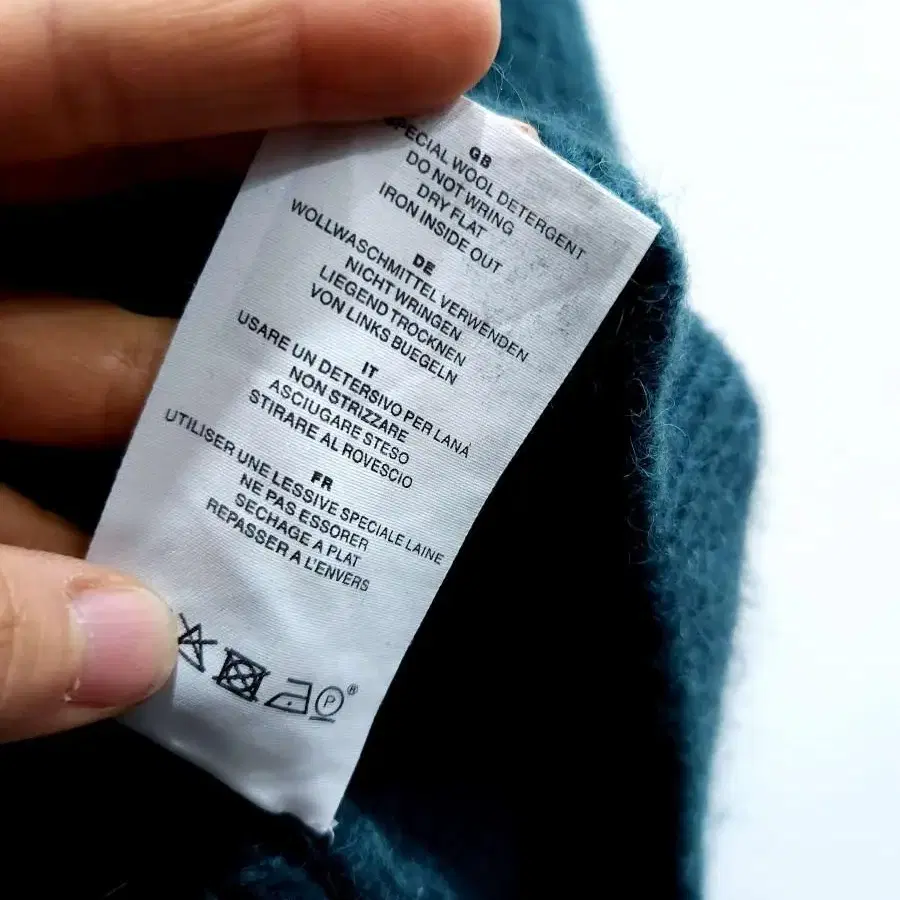 GB
SPECIAL WOOL DETERGENT
DO NOT WRING
DRY FLAT
IRON INSIDE OUT
DE
WOLLWASCHMITTEL VERWENDEN
NICHT WRINGEN
LIEGEND TROCKNEN
VON LINKS BUEGELN
IT
USARE UN DETERSIVO PER LANA
NON STRIZZARE
ASCIUGARE STESO
STIRARE AL ROVESCIO
FR
UTILISER UNE LESSIVE SPECIALE LAINE
NE PAS ESSORER
SECHAGE A PLAT
REPASSER A L'ENVERS
P®